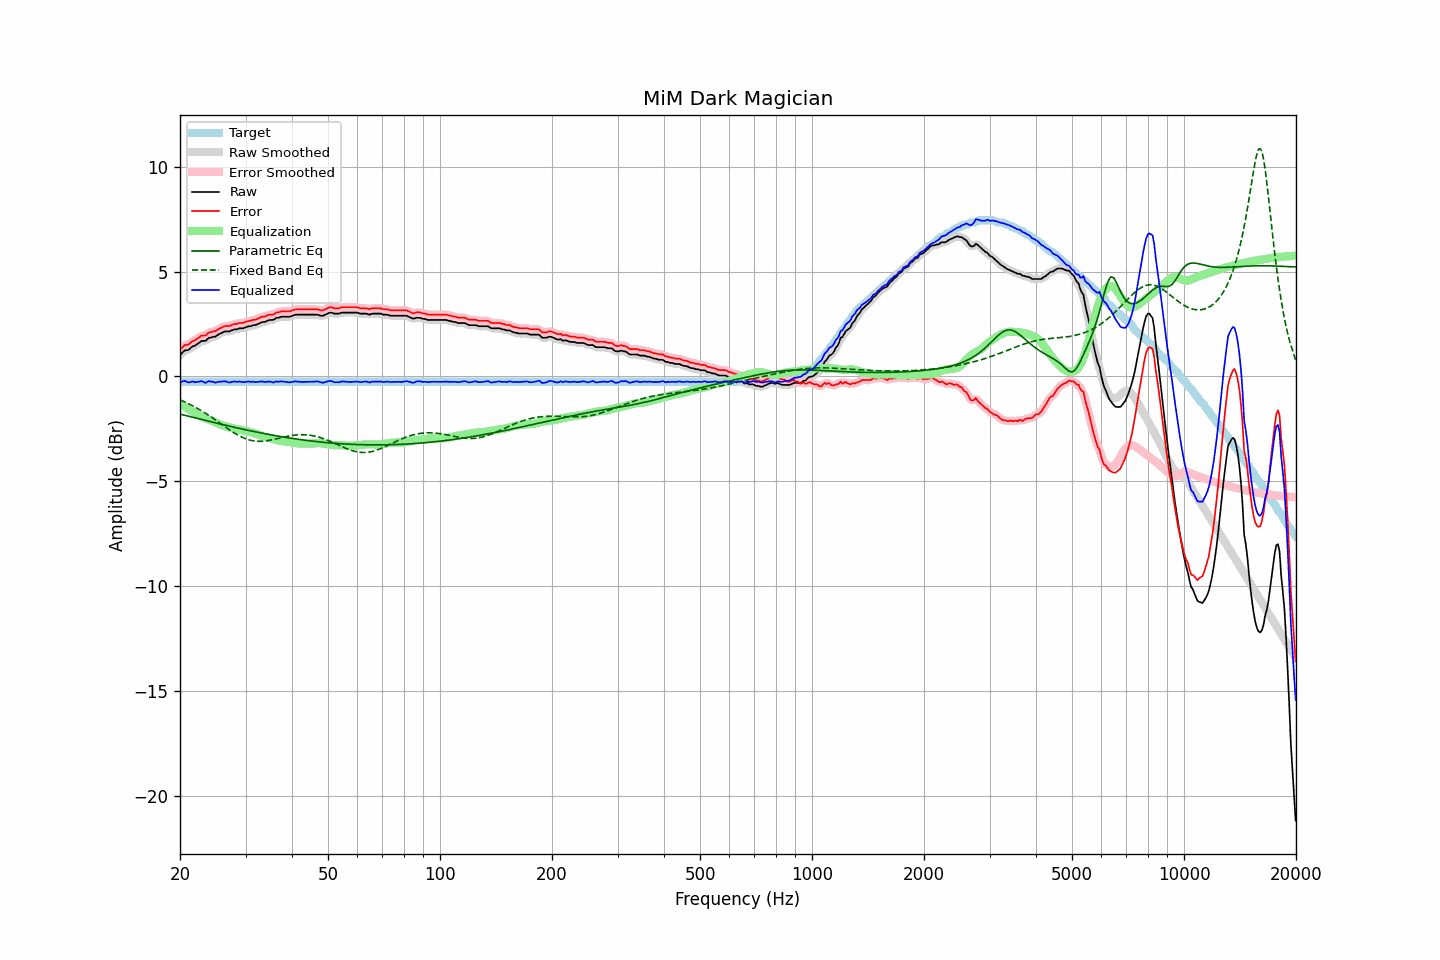 MiM Dark Magician
Target
Raw Smoothed
Error Smoothed
Raw
Error
Equalization
Parametric Eq
Fixed Band Eq
Equalized
Amplitude (dBr)
10
5
0
−5
−10
−15
−20
20 50 100 200 500 1000 2000 5000 10000 20000
Frequency (Hz)